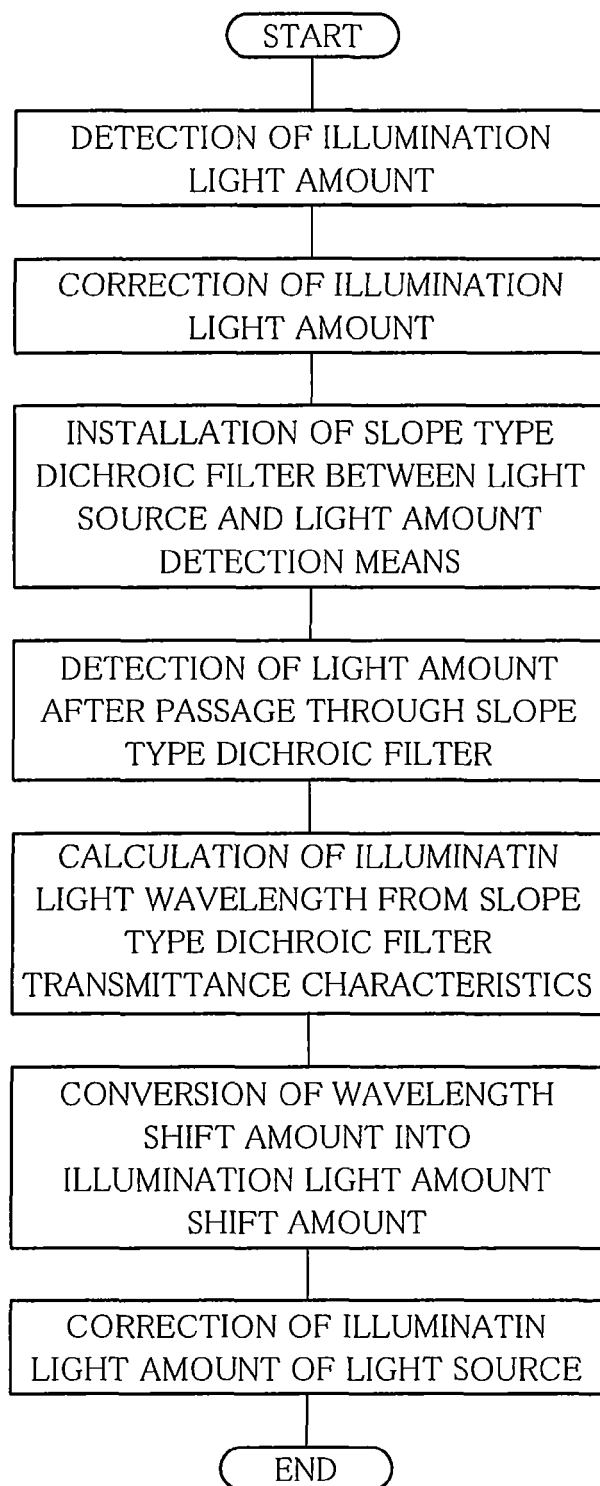 START
DETECTION OF ILLUMINATION
LIGHT AMOUNT
CORRECTION OF ILLUMINATION
LIGHT AMOUNT
INSTALLATION OF SLOPE TYPE
DICHROIC FILTER BETWEEN LIGHT
SOURCE AND LIGHT AMOUNT
DETECTION MEANS
DETECTION OF LIGHT AMOUNT
AFTER PASSAGE THROUGH SLOPE
TYPE DICHROIC FILTER
CALCULATION OF ILLUMINATIN
LIGHT WAVELENGTH FROM SLOPE
TYPE DICHROIC FILTER
TRANSMITTANCE CHARACTERISTICS
CONVERSION OF WAVELENGTH
SHIFT AMOUNT INTO
ILLUMINATION LIGHT AMOUNT
SHIFT AMOUNT
CORRECTION OF ILLUMINATIN
LIGHT AMOUNT OF LIGHT SOURCE
END